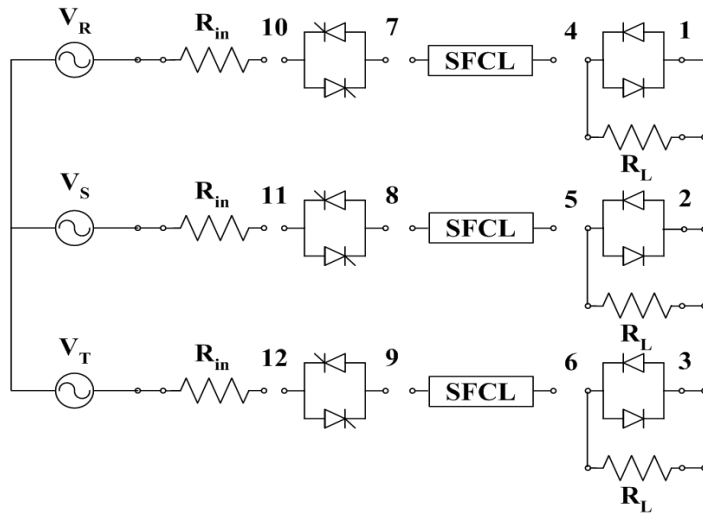 V_R R_in 10 7 4 1
SFCL
R_L
V_S R_in 11 8 5 2
SFCL
R_L
V_T R_in 12 9 6 3
SFCL
R_L